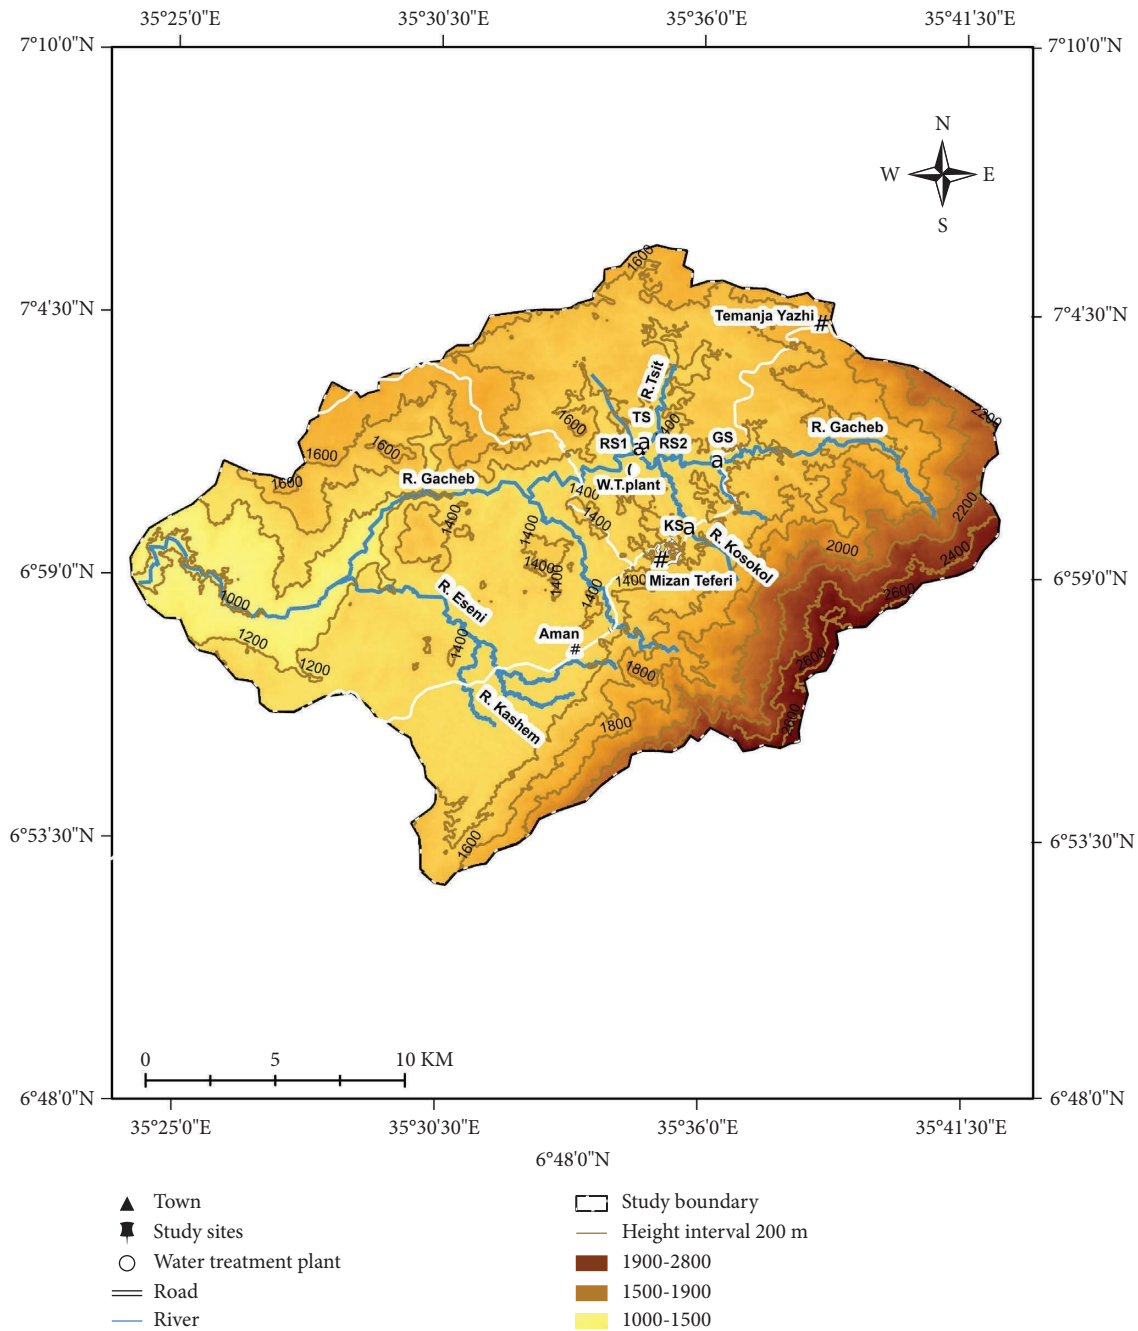 35°25'0"E 35°30'30"E 35°36'0"E 35°41'30"E
7°10'0"N 7°10'0"N
N
W E
S
1600
7°4'30"N 7°4'30"N
Temanja Yazhi #
R.Tsit
2200
TS
1600 400
R. Gacheb
1600
RS1 a RS2 GS
a a
1600
1600
R. Gacheb
W.T.plant
1400
2200
1400 1400 1400
KS a
R. Kosokol
2000
2400
1400
#
6°59'0"N 6°59'0"N
1400 1400 Mizan Teferi
1400
2600
1000
R. Eseni
1200
1400
Aman
#
1200
1800
2600
R. Kashem
1800
2600
6°53'30"N 6°53'30"N
1600
0 5 10 KM
6°48'0"N 6°48'0"N
35°25'0"E 35°30'30"E 35°36'0"E 35°41'30"E
6°48'0"N
Town
Study sites
Water treatment plant
Road
River
Study boundary
Height interval 200 m
1900-2800
1500-1900
1000-1500